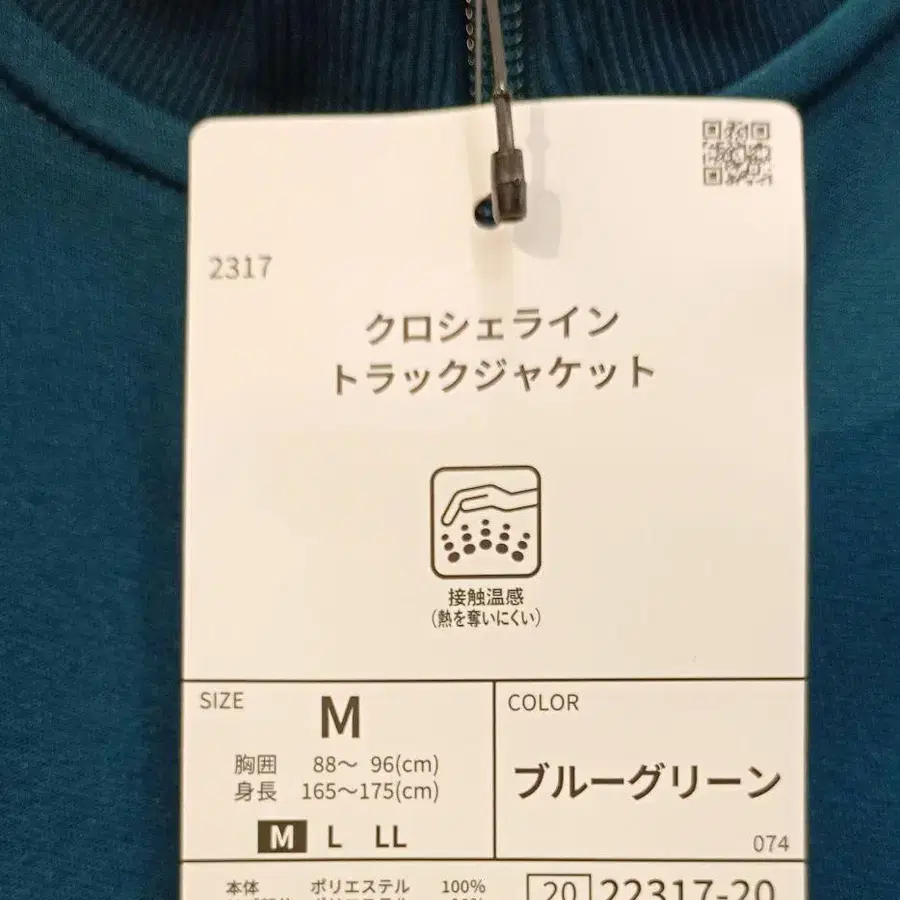 2317
クロシェライン
トラックジャケット
接触温感
(熱を奪いにくい)
SIZE
M
胸囲 88～ 96(cm)
身長 165～175(cm)
M L LL
COLOR
ブルーグリーン
074
本体 ポリエステル 100%
20 22317-20